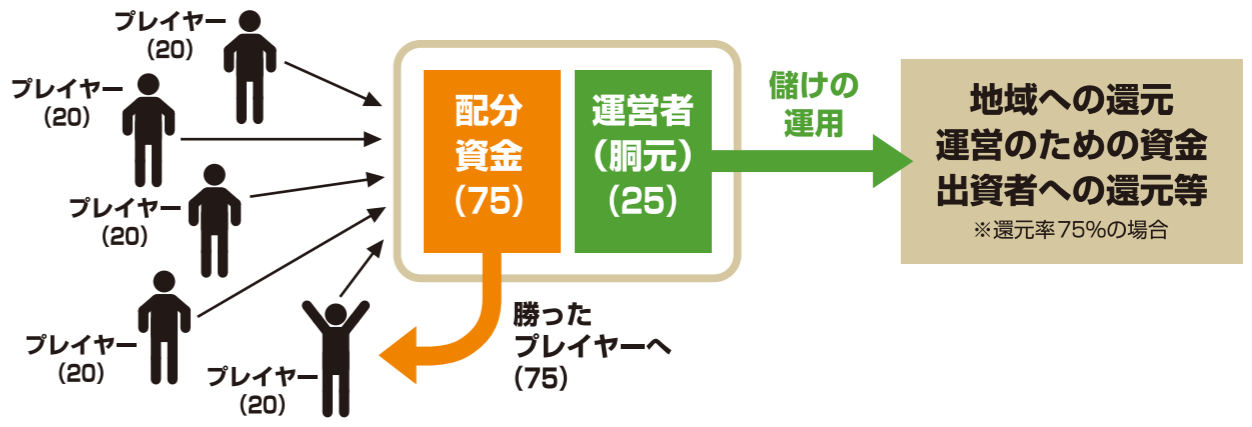 プレイヤー
(20)
プレイヤー
(20)
プレイヤー
(20)
プレイヤー
(20)
プレイヤー
(20)
配分
資金
(75)
運営者
(胴元)
(25)
勝った
プレイヤーへ
(75)
儲けの
運用
地域への還元
運営のための資金
出資者への還元等
※還元率75%の場合